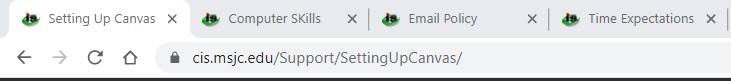 Setting Up Canvas Computer SKills Email Policy Time Expectations
cis.msjc.edu/Support/SettingUpCanvas/